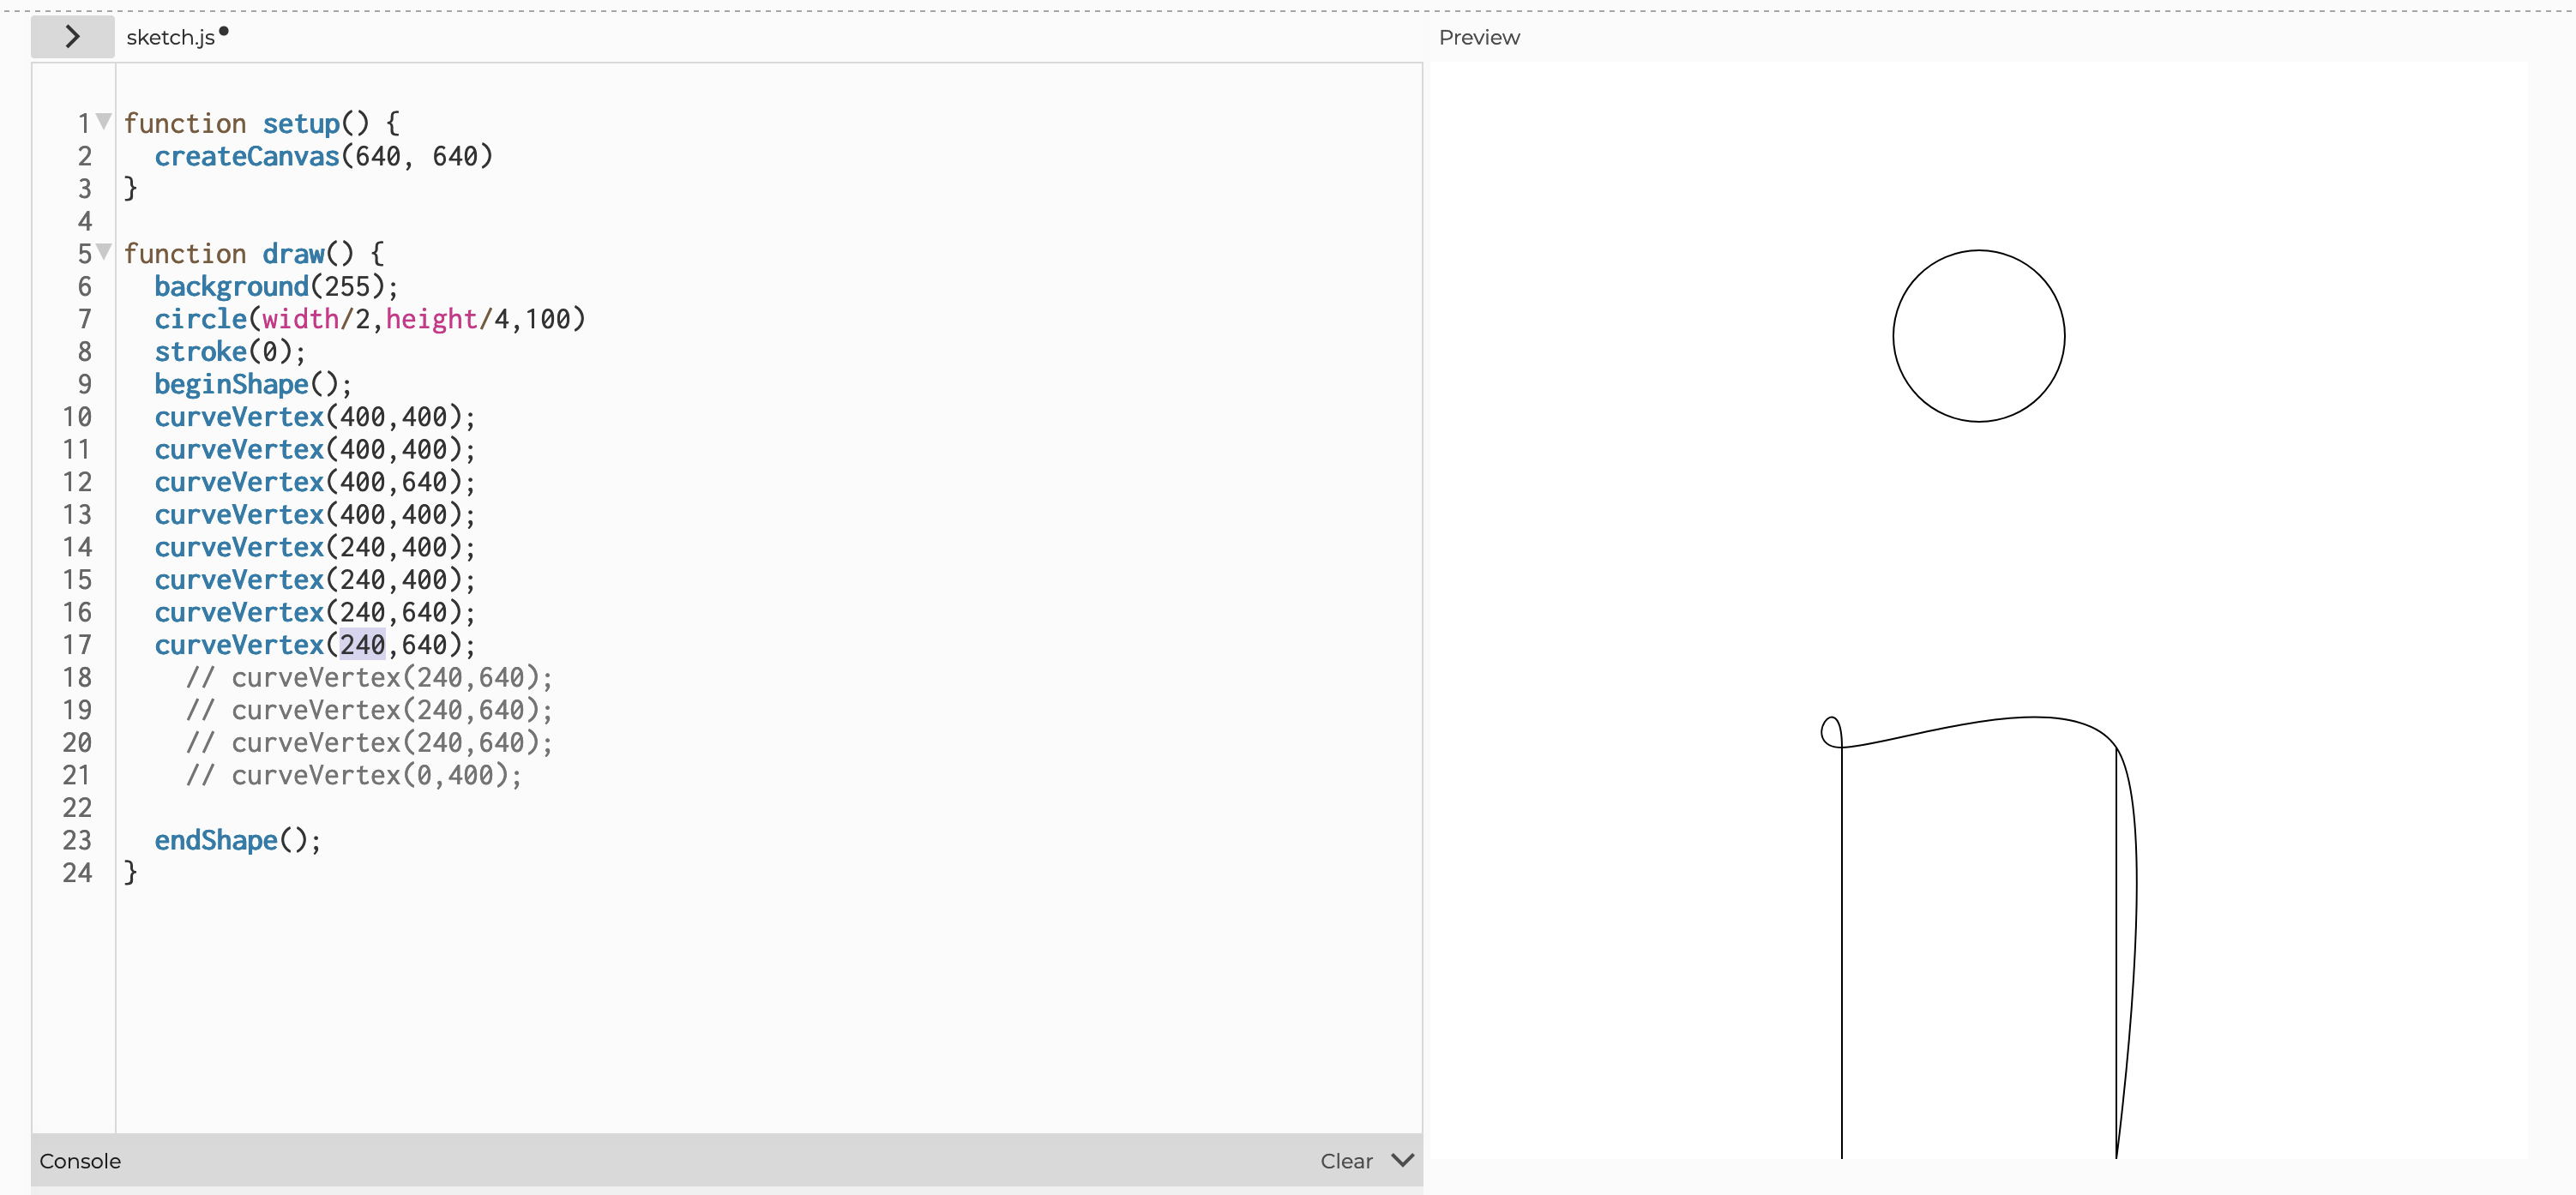 sketch.js
Preview
1 function setup() {
2 createCanvas(640, 640)
3 }
4
5 function draw() {
6 background(255);
7 circle(width/2,height/4,100)
8 stroke(0);
9 beginShape();
10 curveVertex(400,400);
11 curveVertex(400,400);
12 curveVertex(400,640);
13 curveVertex(400,400);
14 curveVertex(240,400);
15 curveVertex(240,400);
16 curveVertex(240,640);
17 curveVertex(240,640);
18 // curveVertex(240,640);
19 // curveVertex(240,640);
20 // curveVertex(240,640);
21 // curveVertex(0,400);
22
23 endShape();
24 }
Console
Clear